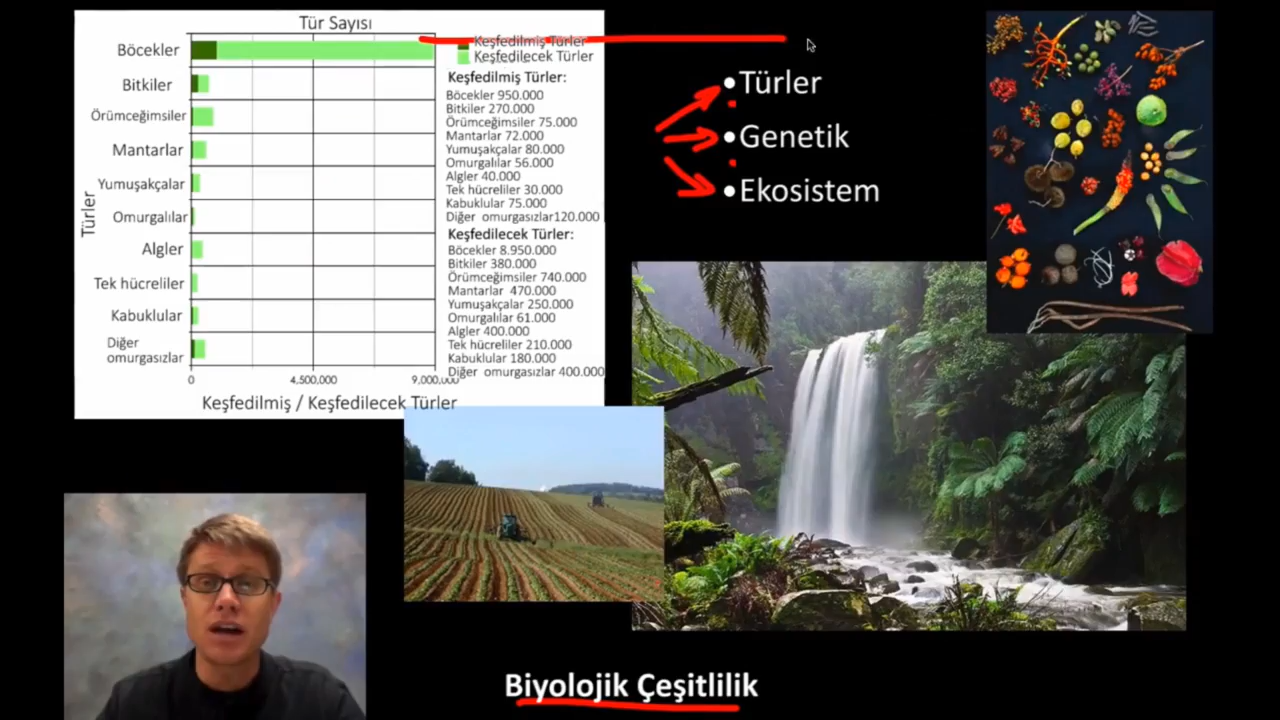 Tür Sayısı
Böcekler
Bitkiler
Örümceğimsiler
Mantarlar
Yumuşakçalar
Omurgalılar
Algler
Tek hücreliler
Kabuklular
Diğer
omurgasızlar
Türler
0
4,500,000
9,000,000
Keşfedilmiş / Keşfedilecek Türler
Keşfedilmiş Türler
Keşfedilecek Türler
Keşfedilmiş Türler:
Böcekler 950.000
Bitkiler 270.000
Örümceğimsiler 75.000
Mantarlar 72.000
Yumuşakçalar 80.000
Omurgalılar 56.000
Algler 40.000
Tek hücreliler 30.000
Kabuklular 75.000
Diğer omurgasızlar120.000
Keşfedilecek Türler:
Böcekler 8.950.000
Bitkiler 380.000
Örümceğimsiler 740.000
Mantarlar 470.000
Yumuşakçalar 250.000
Omurgalılar 61.000
Algler 400.000
Tek hücreliler 210.000
Kabuklular 180.000
Diğer omurgasızlar 400.000
•Türler
•Genetik
•Ekosistem
Biyolojik Çeşitlilik